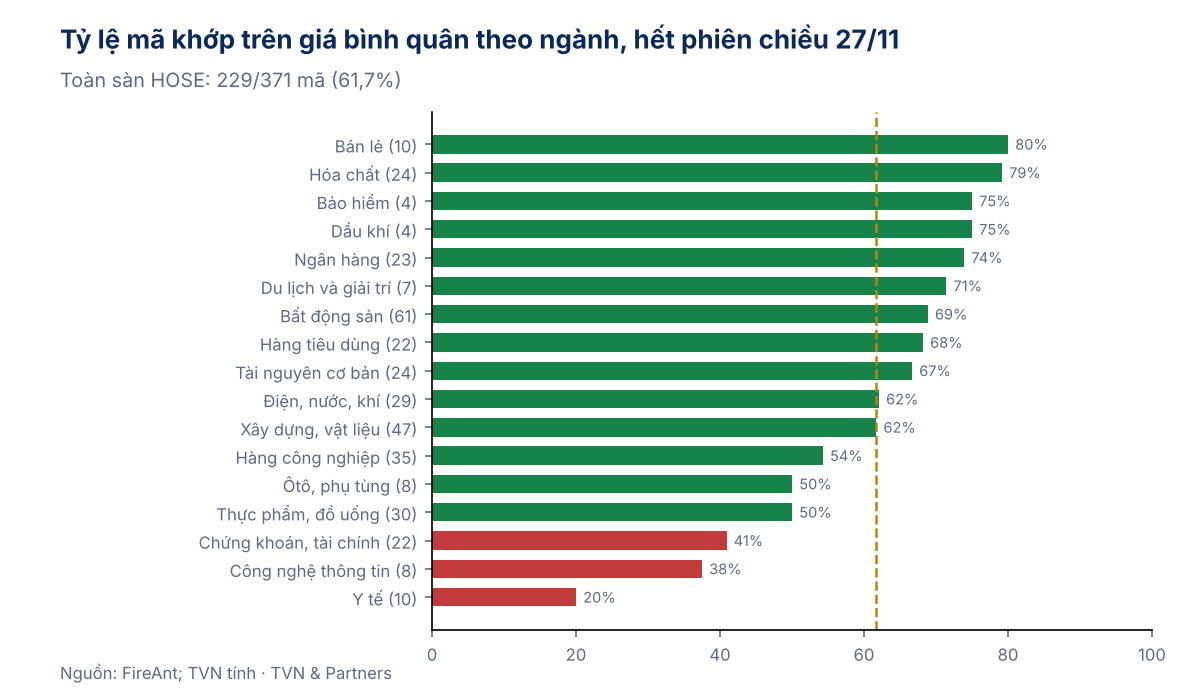 Tỷ lệ mã khớp trên giá bình quân theo ngành, hết phiên chiều 27/11
Toàn sàn HOSE: 229/371 mã (61,7%)
Bán lẻ (10) 80%
Hóa chất (24) 79%
Bảo hiểm (4) 75%
Dầu khí (4) 75%
Ngân hàng (23) 74%
Du lịch và giải trí (7) 71%
Bất động sản (61) 69%
Hàng tiêu dùng (22) 68%
Tài nguyên cơ bản (24) 67%
Điện, nước, khí (29) 62%
Xây dựng, vật liệu (47) 62%
Hàng công nghiệp (35) 54%
Ôtô, phụ tùng (8) 50%
Thực phẩm, đồ uống (30) 50%
Chứng khoán, tài chính (22) 41%
Công nghệ thông tin (8) 38%
Y tế (10) 20%
0 20 40 60 80 100
Nguồn: FireAnt; TVN tính · TVN & Partners